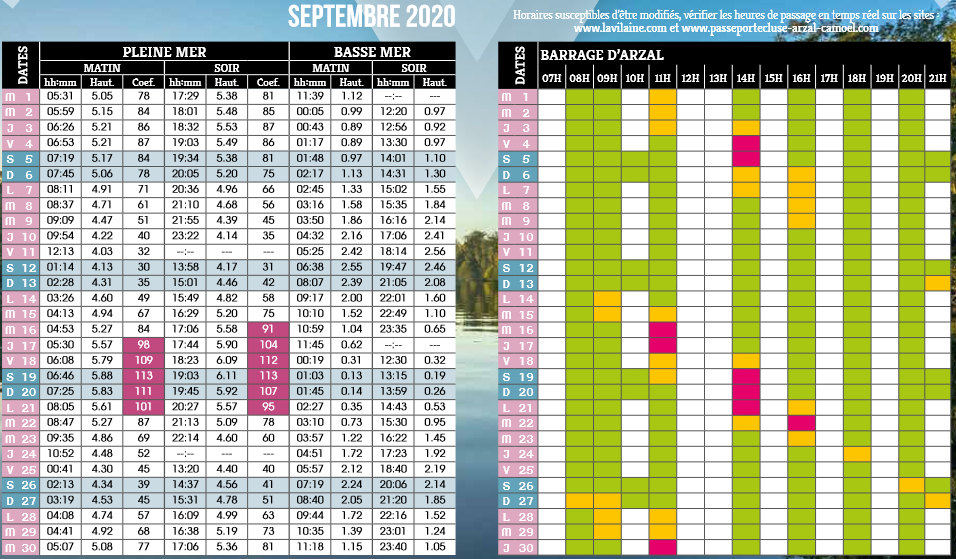 SEPTEMBRE 2020
Horaires susceptibles d'être modifiés, vérifier les heures de passage en temps réel sur les sites :
www.lavilaine.com et www.passeportecluse-arzal-camoel.com
DATES PLEINE MER BASSE MER
MATIN SOIR MATIN SOIR
hh:mm Haut. Coef. hh:mm Haut. Coef. hh:mm Haut. hh:mm Haut.
M 1 05:31 5.05 78 17:29 5.38 81 11:39 1.12 --:-- ---
M 2 05:59 5.15 84 18:01 5.48 85 00:05 0.99 12:20 0.97
J 3 06:26 5.21 86 18:32 5.53 87 00:43 0.89 12:56 0.92
V 4 06:53 5.21 87 19:03 5.49 86 01:17 0.89 13:30 0.97
S 5 07:19 5.17 84 19:34 5.38 81 01:48 0.97 14:01 1.10
D 6 07:45 5.06 78 20:05 5.20 75 02:17 1.13 14:31 1.30
L 7 08:11 4.91 71 20:36 4.96 66 02:45 1.33 15:02 1.55
M 8 08:37 4.71 61 21:10 4.68 56 03:16 1.58 15:35 1.84
M 9 09:09 4.47 51 21:55 4.39 45 03:50 1.86 16:16 2.14
J 10 09:54 4.22 40 23:22 4.14 35 04:32 2.16 17:06 2.41
V 11 12:13 4.03 32 --:-- --- --- 05:25 2.42 18:14 2.56
S 12 01:14 4.13 30 13:58 4.17 31 06:38 2.55 19:47 2.46
D 13 02:28 4.31 35 15:01 4.46 42 08:07 2.39 21:05 2.08
L 14 03:26 4.60 49 15:49 4.82 58 09:17 2.00 22:01 1.60
M 15 04:13 4.94 67 16:29 5.20 75 10:10 1.52 22:49 1.10
M 16 04:53 5.27 84 17:06 5.58 91 10:59 1.04 23:35 0.65
J 17 05:30 5.57 98 17:44 5.90 104 11:45 0.62 --:-- ---
V 18 06:08 5.79 109 18:23 6.09 112 00:19 0.31 12:30 0.32
S 19 06:46 5.88 113 19:03 6.11 113 01:03 0.13 13:15 0.19
D 20 07:25 5.83 111 19:45 5.92 107 01:45 0.14 13:59 0.26
L 21 08:05 5.61 101 20:27 5.57 95 02:27 0.35 14:43 0.53
M 22 08:47 5.27 87 21:13 5.09 78 03:10 0.73 15:30 0.95
M 23 09:35 4.86 69 22:14 4.60 60 03:57 1.22 16:22 1.45
J 24 10:52 4.48 52 --:-- --- --- 04:51 1.72 17:23 1.92
V 25 00:41 4.30 45 13:20 4.40 40 05:57 2.12 18:40 2.19
S 26 02:13 4.34 39 14:37 4.56 41 07:19 2.24 20:06 2.14
D 27 03:19 4.53 45 15:31 4.78 51 08:40 2.05 21:20 1.85
L 28 04:08 4.74 57 16:09 4.99 63 09:44 1.72 22:16 1.52
M 29 04:41 4.92 68 16:38 5.19 73 10:35 1.39 23:01 1.24
M 30 05:07 5.08 77 17:06 5.36 81 11:18 1.15 23:40 1.05
DATES BARRAGE D'ARZAL
07H 08H 09H 10H 11H 12H 13H 14H 15H 16H 17H 18H 19H 20H 21H
M 1
M 2
J 3
V 4
S 5
D 6
L 7
M 8
M 9
J 10
V 11
S 12
D 13
L 14
M 15
M 16
J 17
V 18
S 19
D 20
L 21
M 22
M 23
J 24
V 25
S 26
D 27
L 28
M 29
J 30